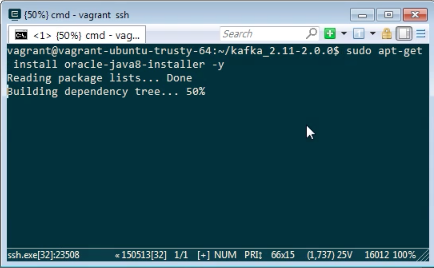 {50%} cmd - vagrant ssh
<1> {50%} cmd - vag...
Search
vagrant@vagrant-ubuntu-trusty-64:~/kafka_2.11-2.0.0$ sudo apt-get
install oracle-java8-installer -y
Reading package lists... Done
Building dependency tree... 50%
ssh.exe[32]:23508 «150513[32] 1/1 [+] NUM PRI↕ 66x15 (1,737) 25V 16012 100%